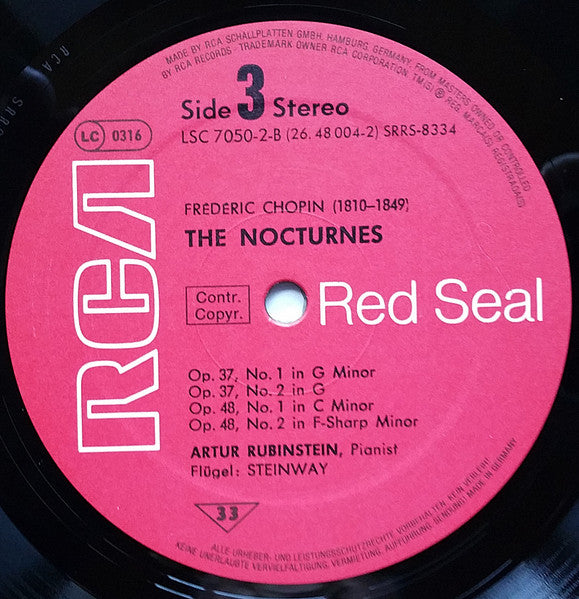 MADE BY RCA SCHALLPLATTEN GMBH, HAMBURG, GERMANY, FROM MASTERS OWNED OR CONTROLLED
BY RCA RECORDS · TRADEMARK OWNER RCA CORPORATION TM(S) ® REG. MARCA(S) REGISTRADA(S)
Side 3 Stereo
LSC 7050-2-B (26.48 004-2) SRRS-8334
LC 0316
RCA
FRÉDÉRIC CHOPIN (1810–1849)
THE NOCTURNES
Contr.
Copyr.
Red Seal
Op. 37, No. 1 in G Minor
Op. 37, No. 2 in G
Op. 48, No. 1 in C Minor
Op. 48, No. 2 in F-Sharp Minor
ARTUR RUBINSTEIN, Pianist
Flügel: STEINWAY
33
ALLE URHEBER- UND LEISTUNGSSCHUTZRECHTE VORBEHALTEN. KEIN VERLEIH!
KEINE UNERLAUBTE VERVIELFÄLTIGUNG, VERMIETUNG, AUFFÜHRUNG, SENDUNG! MADE IN GERMANY